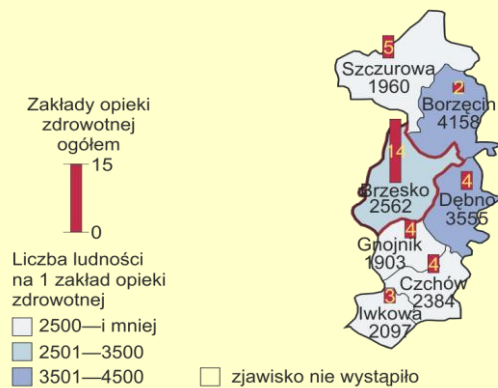 5
Szczurowa
1960
2
Borzęcin
4158
Zakłady opieki
zdrowotnej
ogółem
15
0
14
Brzesko
2562
4
Dębno
3555
4
Gnojnik
1903
4
Czchów
2384
3
Iwkowa
2097
Liczba ludności
na 1 zakład opieki
zdrowotnej
2500—i mniej
2501—3500
3501—4500
zjawisko nie wystąpiło